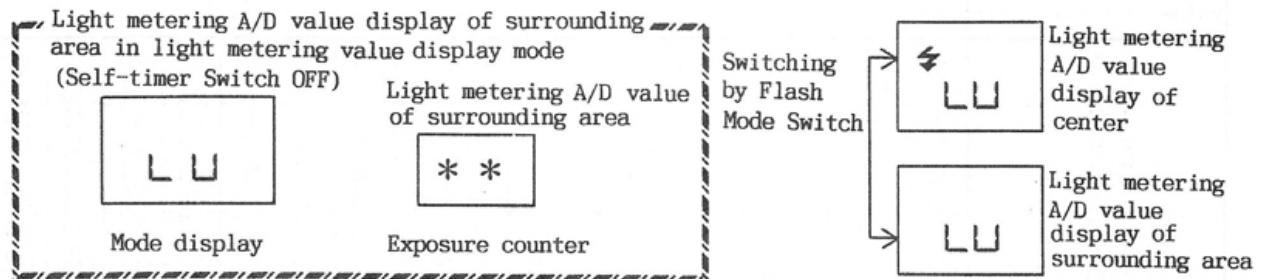 Light metering A/D value display of surrounding
area in light metering value display mode
(Self-timer Switch OFF)
Light metering A/D value
of surrounding area
LU
* *
Mode display
Exposure counter
Switching
by Flash
Mode Switch
LU
Light metering
A/D value
display of
center
LU
Light metering
A/D value
display of
surrounding area